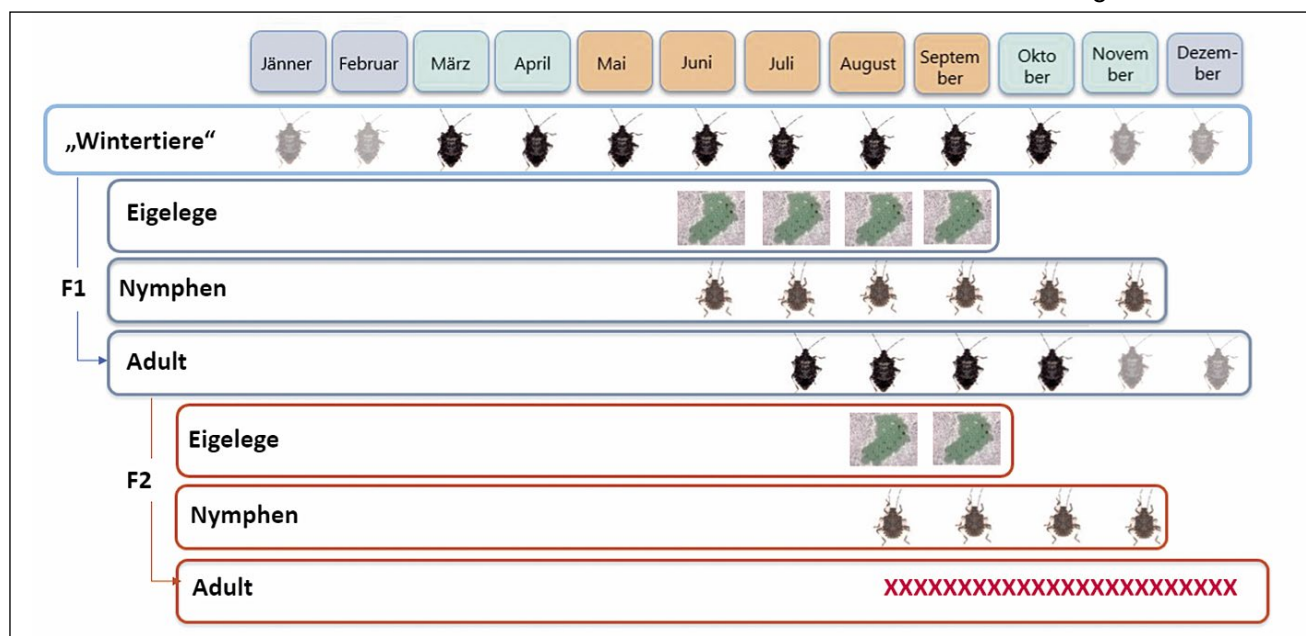 Jänner Februar März April Mai Juni Juli August Septem
ber Okto
ber Novem
ber Dezem-
ber
„Wintertiere“
Eigelege
F1 Nymphen
Adult
Eigelege
F2
Nymphen
Adult XXXXXXXXXXXXXXXXXXXXXXXX